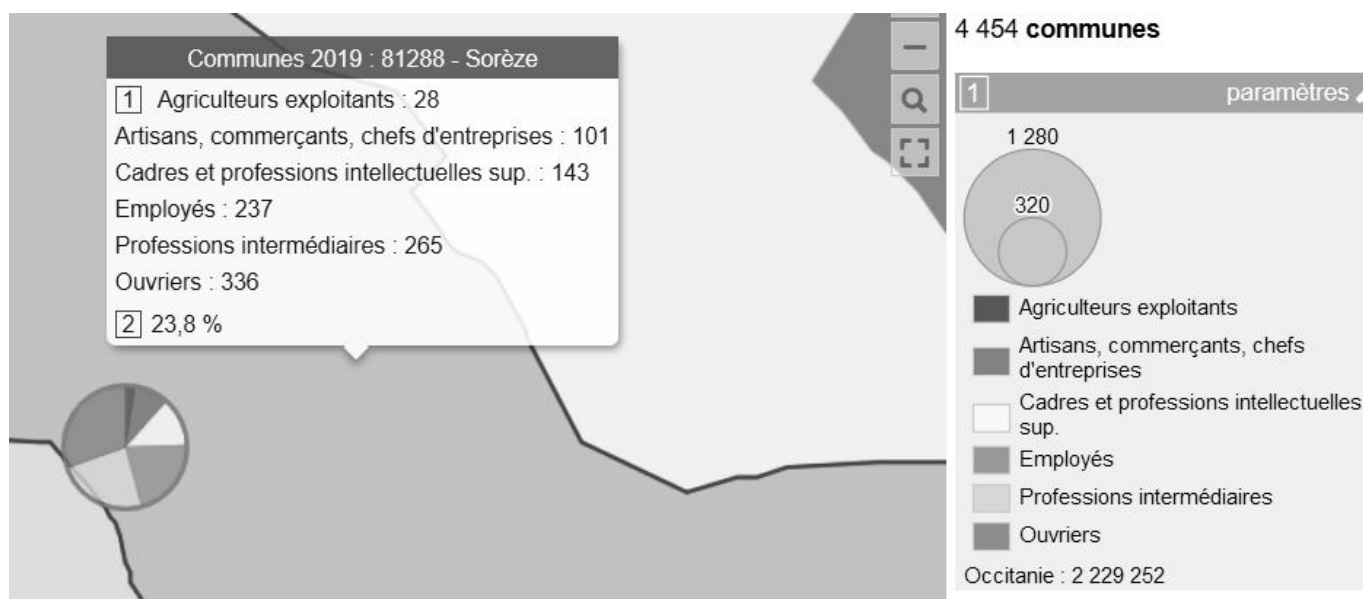 Communes 2019 : 81288 - Sorèze
1 Agriculteurs exploitants : 28
Artisans, commerçants, chefs d'entreprises : 101
Cadres et professions intellectuelles sup. : 143
Employés : 237
Professions intermédiaires : 265
Ouvriers : 336
2 23,8 %
4 454 communes
1 paramètres
1 280
320
Agriculteurs exploitants
Artisans, commerçants, chefs
d'entreprises
Cadres et professions intellectuelles
sup.
Employés
Professions intermédiaires
Ouvriers
Occitanie : 2 229 252